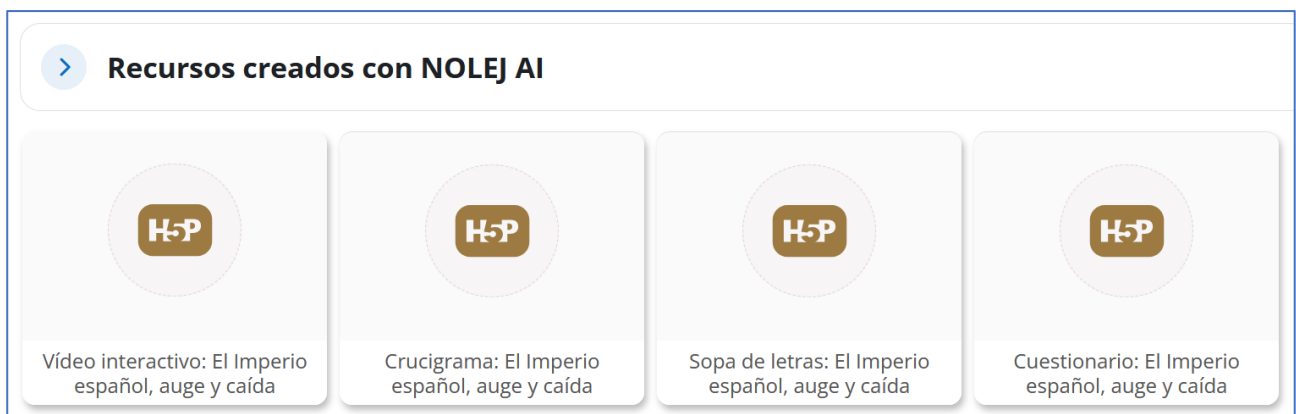 Recursos creados con NOLEJ AI
H5P
H5P
H5P
H5P
Vídeo interactivo: El Imperio
español, auge y caída
Crucigrama: El Imperio
español, auge y caída
Sopa de letras: El Imperio
español, auge y caída
Cuestionario: El Imperio
español, auge y caída